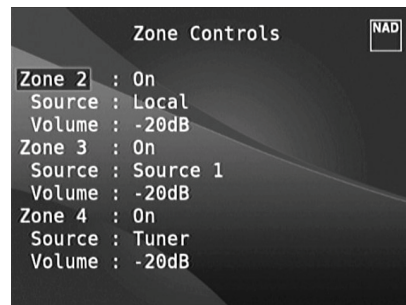 Zone Controls
NAD
Zone 2 : On
Source : Local
Volume : -20dB
Zone 3 : On
Source : Source 1
Volume : -20dB
Zone 4 : On
Source : Tuner
Volume : -20dB